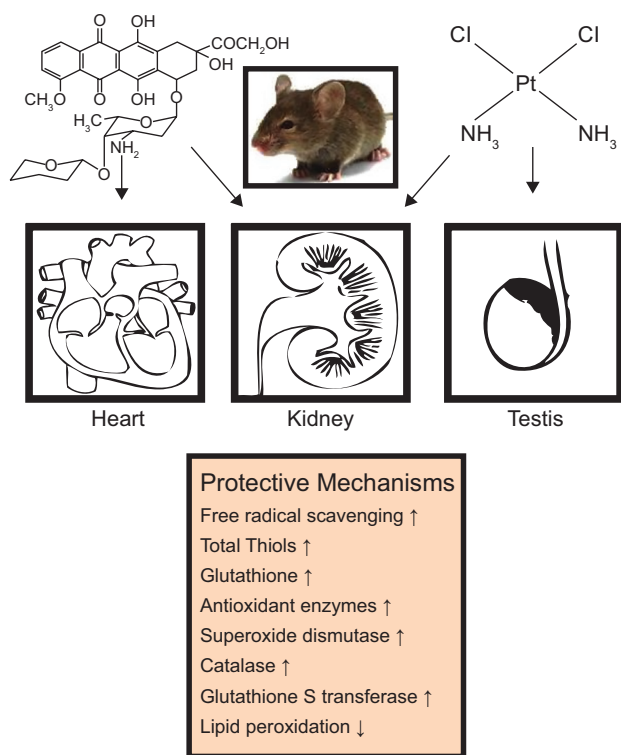 O
OH
COCH₂OH
OH
CH₃O
O
OH
O
O
H₃C
NH₂
O
O
Cl
Cl
Pt
NH₃
NH₃
Heart
Kidney
Testis
Protective Mechanisms
Free radical scavenging ↑
Total Thiols ↑
Glutathione ↑
Antioxidant enzymes ↑
Superoxide dismutase ↑
Catalase ↑
Glutathione S transferase ↑
Lipid peroxidation ↓